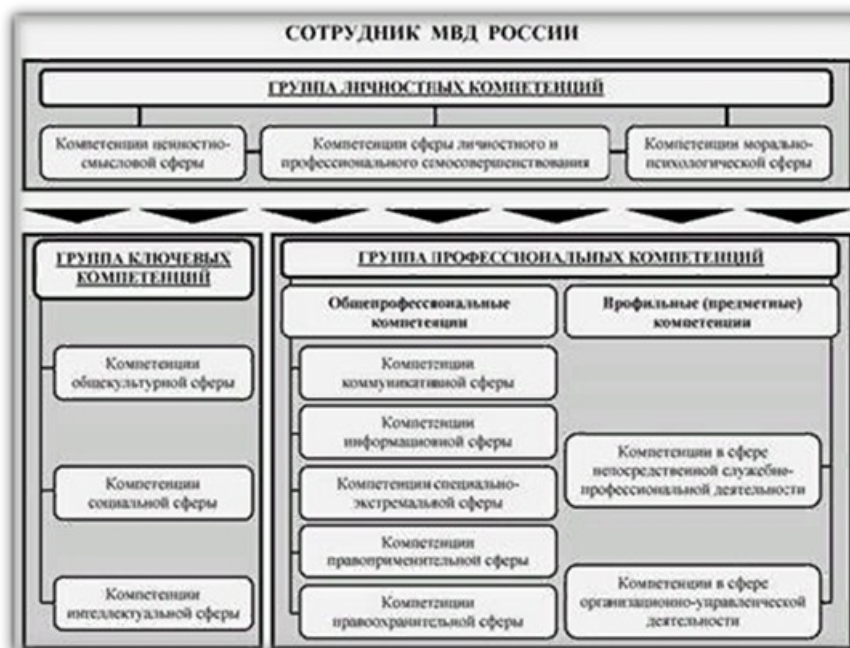 СОТРУДНИК МВД РОССИИ
ГРУППА ЛИЧНОСТНЫХ КОМПЕТЕНЦИЙ
Компетенции ценностно-
смысловой сферы
Компетенции сферы личностного и
профессионального самосовершенствования
Компетенции морально-
психологической сферы
ГРУППА КЛЮЧЕВЫХ
КОМПЕТЕНЦИЙ
Компетенции
общекультурной сферы
Компетенции
социальной сферы
Компетенции
интеллектуальной сферы
ГРУППА ПРОФЕССИОНАЛЬНЫХ КОМПЕТЕНЦИЙ
Общепрофессиональные
компетенции
Компетенции
коммуникативной сферы
Компетенции
информационной сферы
Компетенции специально-
экстремальной сферы
Компетенции
правоприменительной сферы
Компетенции
правоохранительной сферы
Профильные (предметные)
компетенции
Компетенции в сфере
непосредственной служебно-
профессиональной деятельности
Компетенции в сфере
организационно-управленческой
деятельности